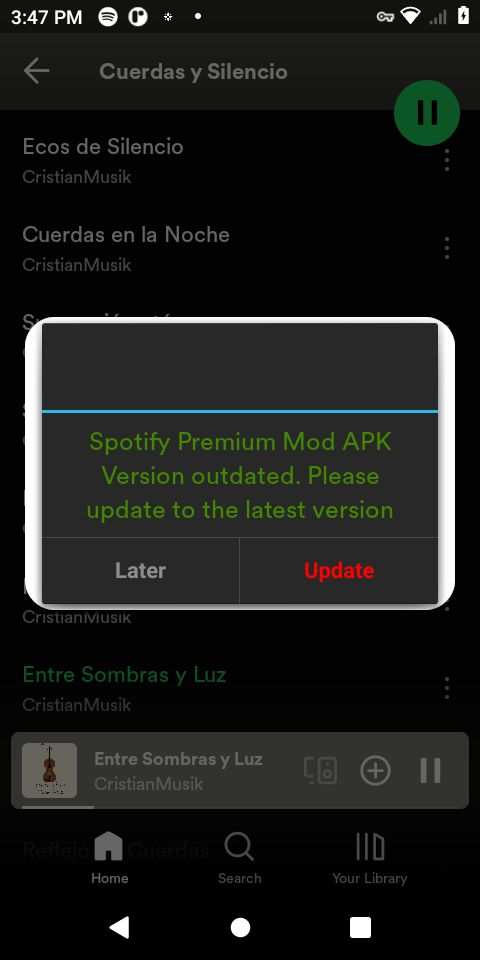 3:47 PM
Cuerdas y Silencio
Ecos de Silencio
CristianMusik
Cuerdas en la Noche
CristianMusik
Spotify Premium Mod APK
Version outdated. Please
update to the latest version
Later
Update
CristianMusik
Entre Sombras y Luz
CristianMusik
Entre Sombras y Luz
CristianMusik
Cuerdas
Home
Search
Your Library